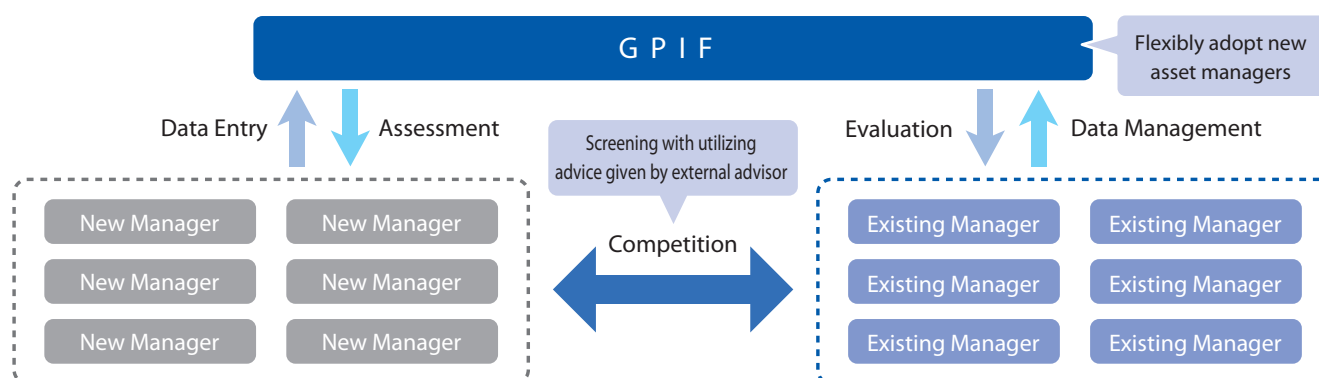 GPIF
Flexibly adopt new
asset managers
Data Entry
Assessment
Evaluation
Data Management
Screening with utilizing
advice given by external advisor
Competition
New Manager
New Manager
New Manager
New Manager
New Manager
New Manager
Existing Manager
Existing Manager
Existing Manager
Existing Manager
Existing Manager
Existing Manager